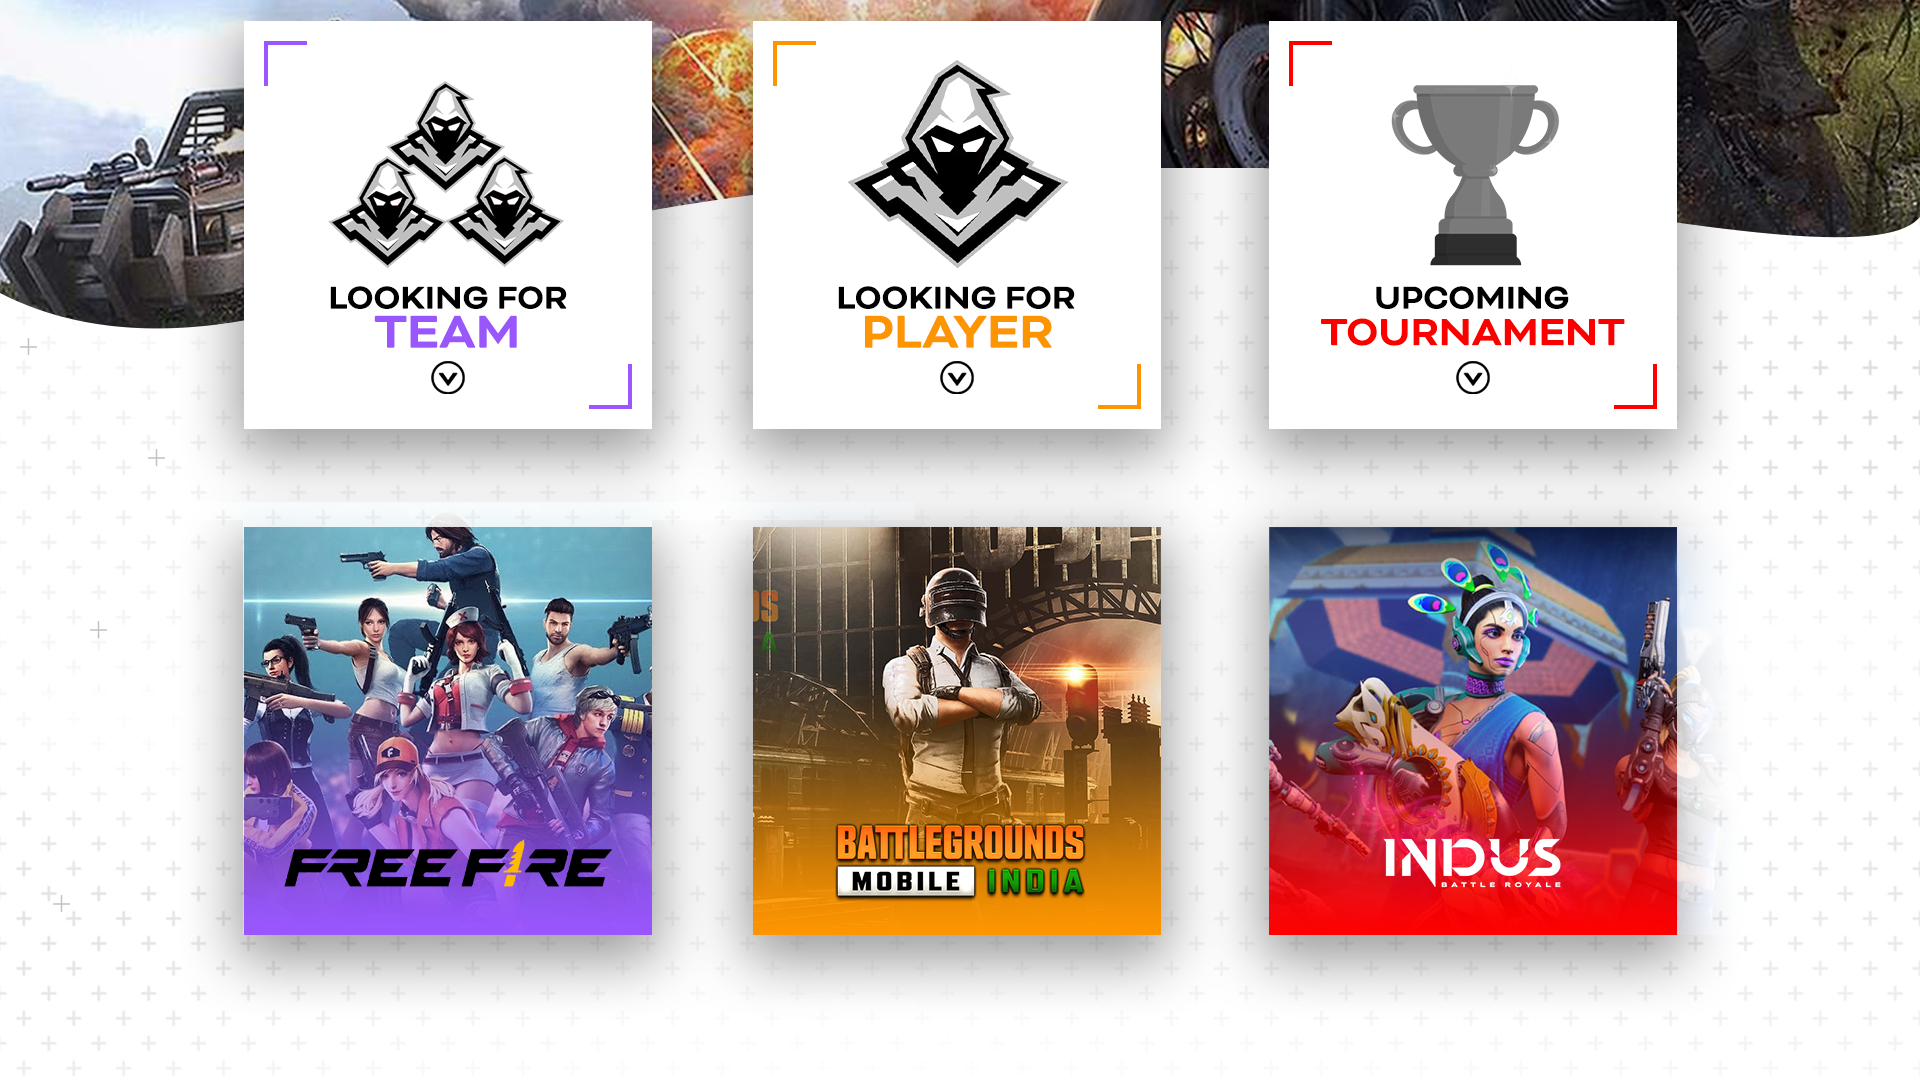 LOOKING FOR
TEAM
LOOKING FOR
PLAYER
UPCOMING
TOURNAMENT
FREE FIRE
BATTLEGROUNDS
MOBILE INDIA
INDUS
BATTLE ROYALE